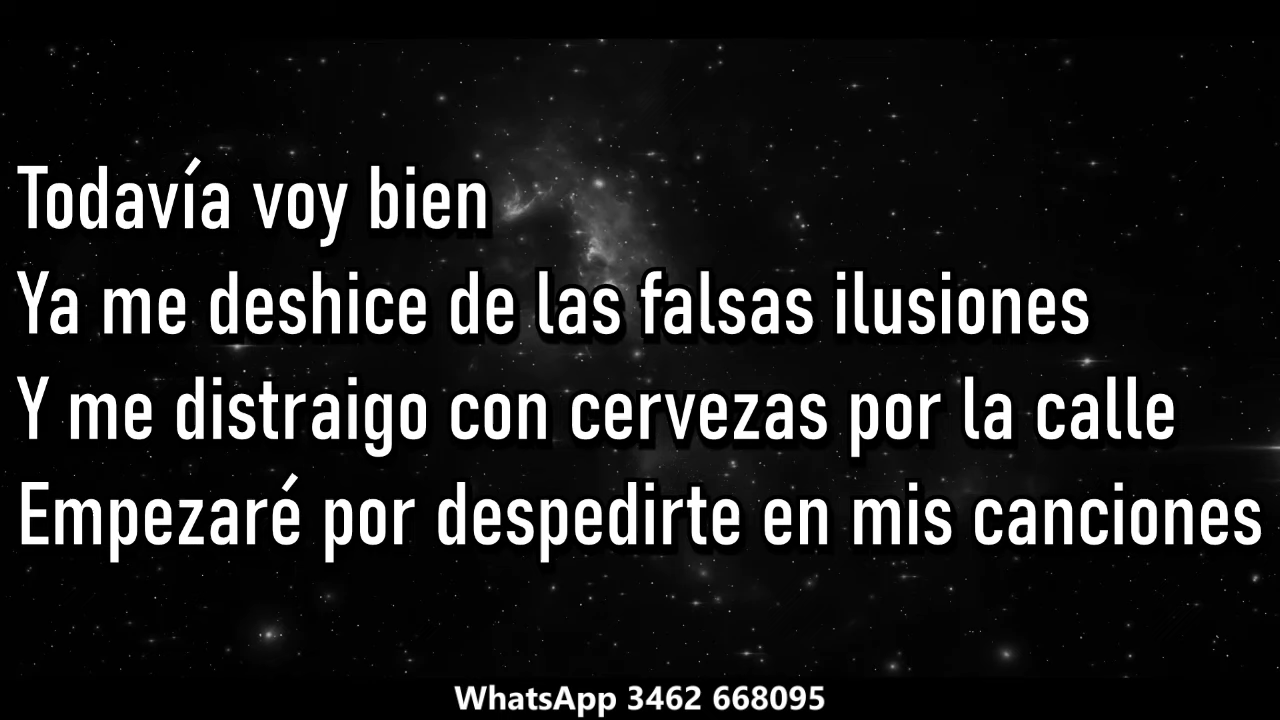 Todavía voy bien
Ya me deshice de las falsas ilusiones
Y me distraigo con cervezas por la calle
Empezaré por despedirte en mis canciones
WhatsApp 3462 668095